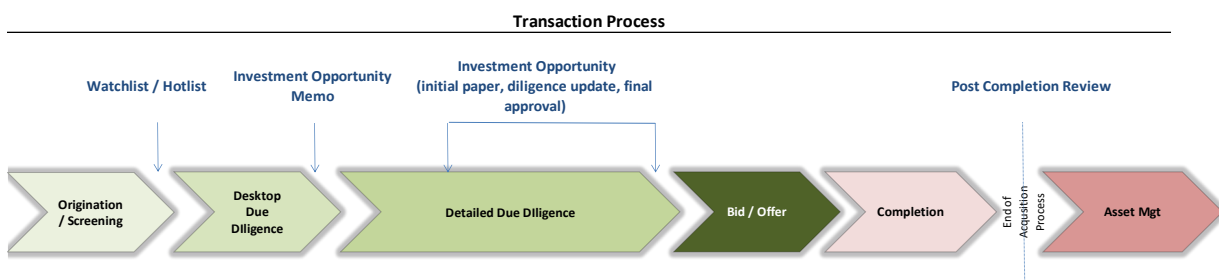 Transaction Process
Watchlist / Hotlist
Investment Opportunity
Memo
Investment Opportunity
(initial paper, diligence update, final
approval)
Post Completion Review
Origination
/ Screening
Desktop
Due
DIligence
Detailed Due DIligence
Bid / Offer
Completion
End of
Acqusition
Process
Asset Mgt